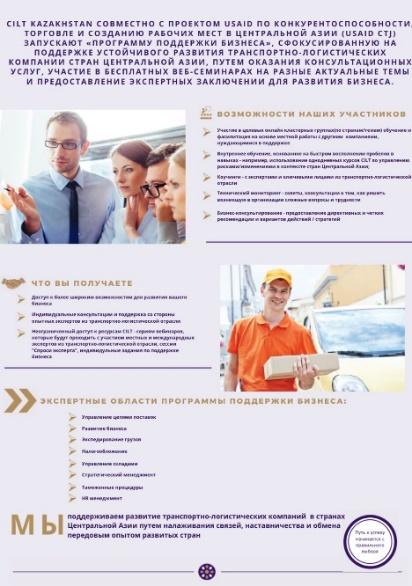 CILT KAZAKHSTAN СОВМЕСТНО С ПРОЕКТОМ USAID ПО КОНКУРЕНТОСПОСОБНОСТИ,
ТОРГОВЛЕ И СОЗДАНИЮ РАБОЧИХ МЕСТ В ЦЕНТРАЛЬНОЙ АЗИИ (USAID CTJ)
ЗАПУСКАЮТ «ПРОГРАММУ ПОДДЕРЖКИ БИЗНЕСА», СФОКУСИРОВАННУЮ НА
ПОДДЕРЖКЕ УСТОЙЧИВОГО РАЗВИТИЯ ТРАНСПОРТНО-ЛОГИСТИЧЕСКИХ
КОМПАНИИ СТРАН ЦЕНТРАЛЬНОЙ АЗИИ, ПУТЕМ ОКАЗАНИЯ КОНСУЛЬТАЦИОННЫХ
УСЛУГ, УЧАСТИЕ В БЕСПЛАТНЫХ ВЕБ-СЕМИНАРАХ НА РАЗНЫЕ АКТУАЛЬНЫЕ ТЕМЫ
И ПРЕДОСТАВЛЕНИЕ ЭКСПЕРТНЫХ ЗАКЛЮЧЕНИИ ДЛЯ РАЗВИТИЯ БИЗНЕСА.
ВОЗМОЖНОСТИ НАШИХ УЧАСТНИКОВ
Участие в целевых онлайн кластерных группах(по странам/темам) обучение и
фасилитация на основе местной работы с другими компаниями,
нуждающимися в поддержке
Внутреннее обучение, основанное на быстром восполнении пробелов в
навыках - например, использование однодневных курсов CILT по управлению
рисками/изменениями в контексте стран Центральной Азии;
Коучинги - с экспертами и ключевыми лицами из транспортно-логистической
отрасли
Технический мониторинг - советы, консультации о том, как решить
возникшую в организации сложные вопросы и трудности
Бизнес-консультирование - предоставление директивных и четких
рекомендации и вариантов действий / стратегий
ЧТО ВЫ ПОЛУЧАЕТЕ
Доступ к более широким возможностям для развития вашего
бизнеса
Индивидуальные консультации и поддержка со стороны
опытных экспертов из транспортно-логистической отрасли
Неограниченный доступ к ресурсам CILT - серием вебинаров,
которые будут проходить с участием местных и международных
экспертов из транспортно-логистической отрасли, сессия
"Спроси эксперта", индивидуальные задания по поддержке
бизнеса
ЭКСПЕРТНЫЕ ОБЛАСТИ ПРОГРАММЫ ПОДДЕРЖКИ БИЗНЕСА:
Управление цепями поставок
Развитие бизнеса
Экспедирование грузов
Налогообложение
Управление складами
Стратегический менеджмент
Таможенные процедуры
HR менеджмент
МЫ поддерживаем развитие транспортно-логистических компаний в странах
Центральной Азии путем налаживания связей, наставничества и обмена
передовым опытом развитых стран
Путь к успеху
начинается с
правильного
выбора